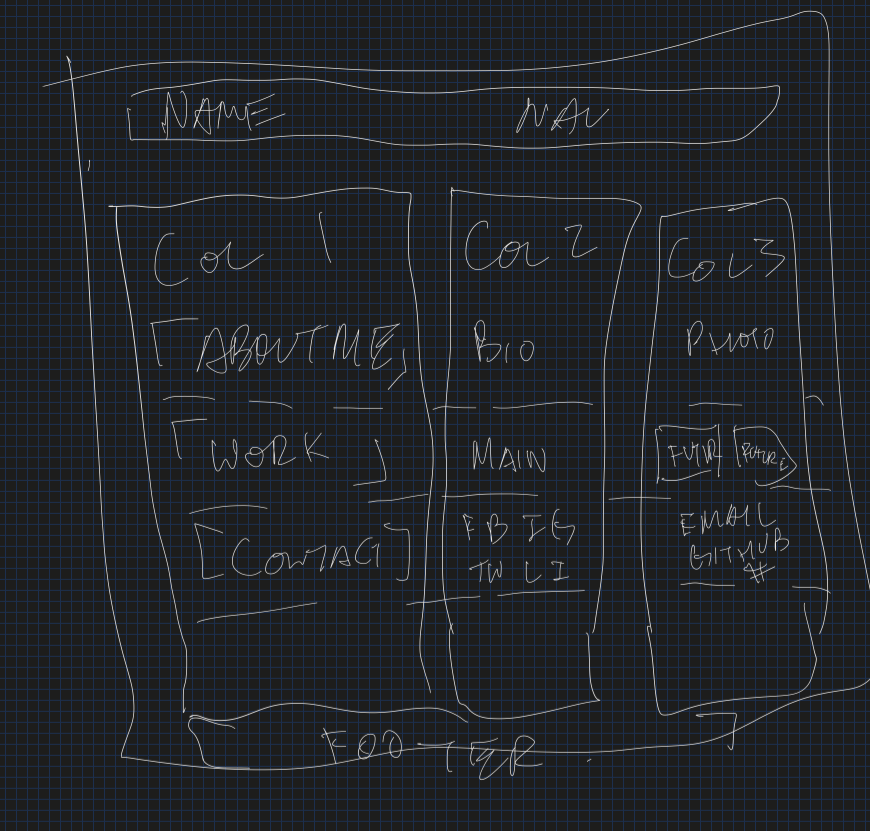 NAME NAV
COL 1 COL 2 COL 3
ABOUT ME BIO PHOTO
WORK MAIN FUTR FUTURE
CONTACT FB IG EMAIL
TW LI GITHUB
#
FOOTER